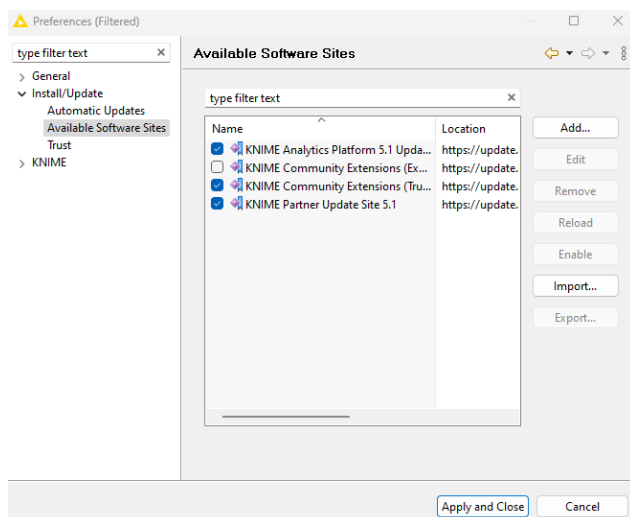 Preferences (Filtered)
type filter text
General
Install/Update
Automatic Updates
Available Software Sites
Trust
KNIME
Available Software Sites
type filter text
Name Location
KNIME Analytics Platform 5.1 Upda... https://update.
KNIME Community Extensions (Ex... https://update.
KNIME Community Extensions (Tru... https://update.
KNIME Partner Update Site 5.1 https://update.
Add...
Edit
Remove
Reload
Enable
Import...
Export...
Apply and Close
Cancel